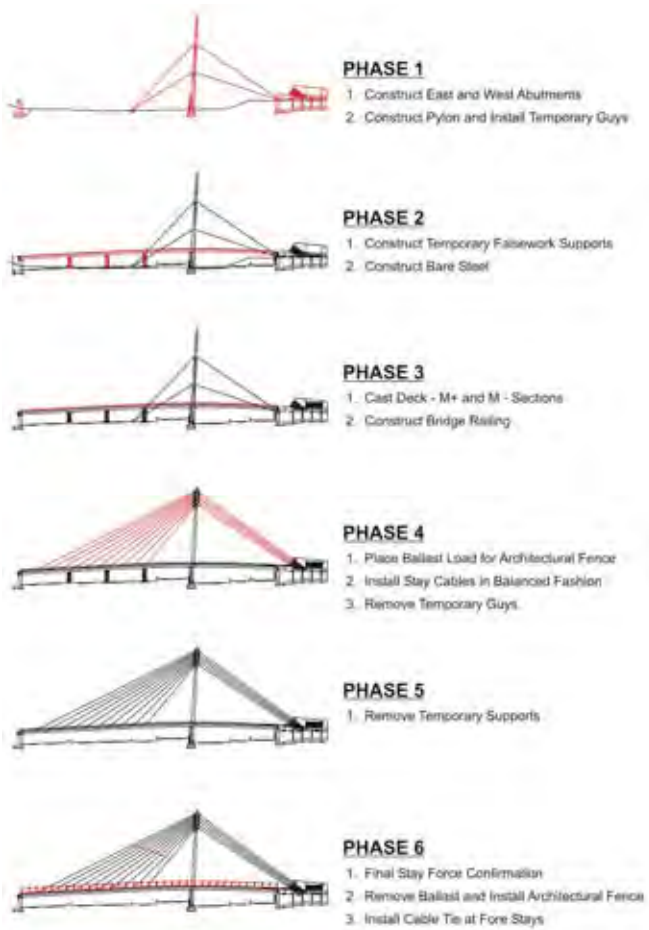 PHASE 1
1. Construct East and West Abutments
2. Construct Pylon and Install Temporary Guys
PHASE 2
1. Construct Temporary Falsework Supports
2. Construct Bare Steel
PHASE 3
1. Cast Deck - M+ and M - Sections
2. Construct Bridge Railing
PHASE 4
1. Place Ballast Load for Architectural Fence
2. Install Stay Cables in Balanced Fashion
3. Remove Temporary Guys
PHASE 5
1. Remove Temporary Supports
PHASE 6
1. Final Stay Force Confirmation
2. Remove Ballast and Install Architectural Fence
3. Install Cable Tie at Fore Stays